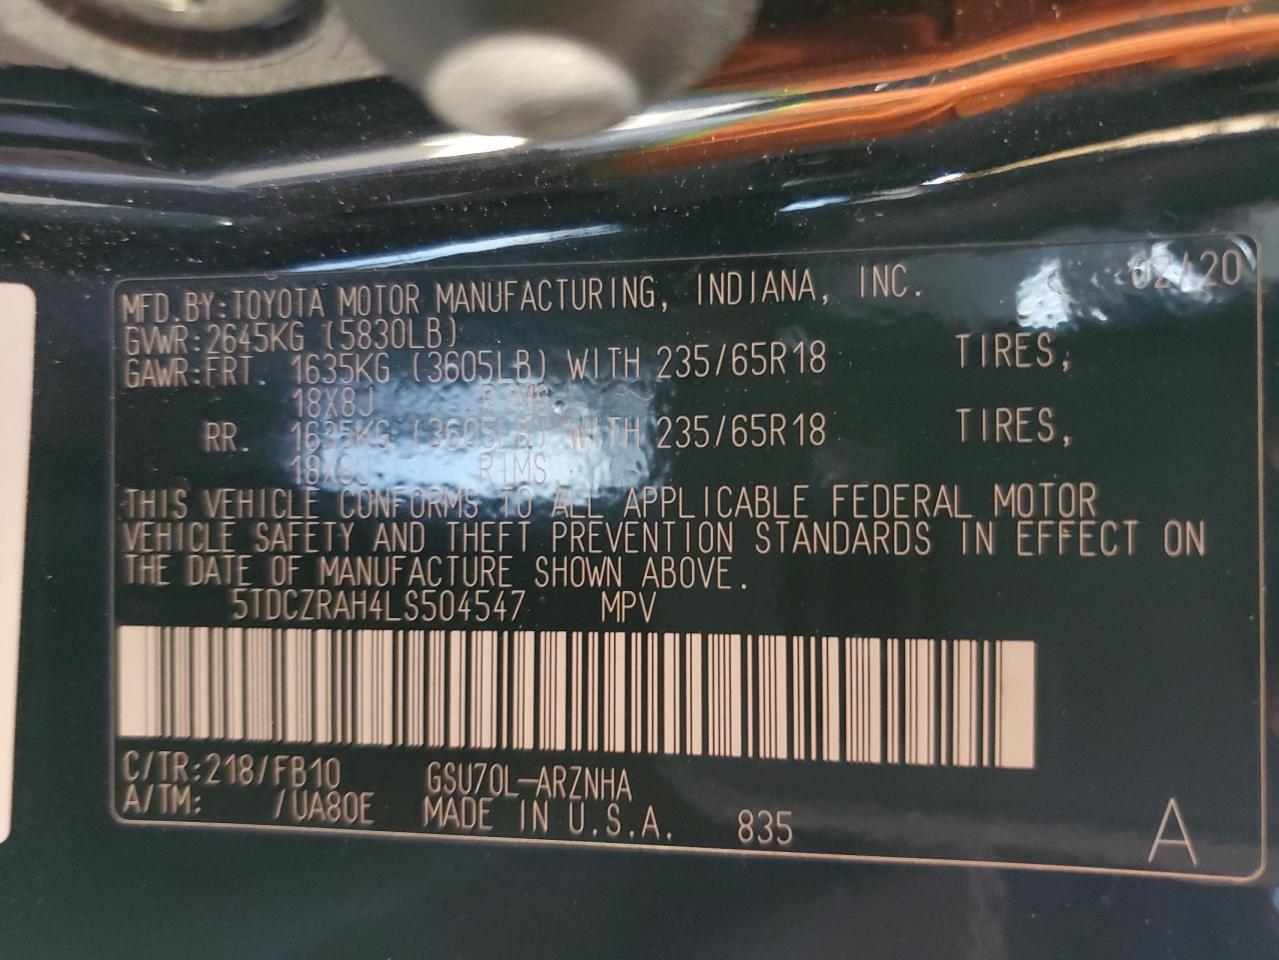 MFD.BY:TOYOTA MOTOR MANUFACTURING, INDIANA, INC. 02/20
GVWR:2645KG (5830LB)
GAWR:FRT. 1635KG (3605LB) WITH 235/65R18 TIRES,
18X8J RIMS,
RR. 1635KG (3605LB) WITH 235/65R18 TIRES,
18X8J RIMS,
THIS VEHICLE CONFORMS TO ALL APPLICABLE FEDERAL MOTOR
VEHICLE SAFETY AND THEFT PREVENTION STANDARDS IN EFFECT ON
THE DATE OF MANUFACTURE SHOWN ABOVE.
5TDCZRAH4LS504547 MPV
C/TR:218/FB10 GSU70L-ARZNHA
A/TM: /UA80E MADE IN U.S.A. 835 A